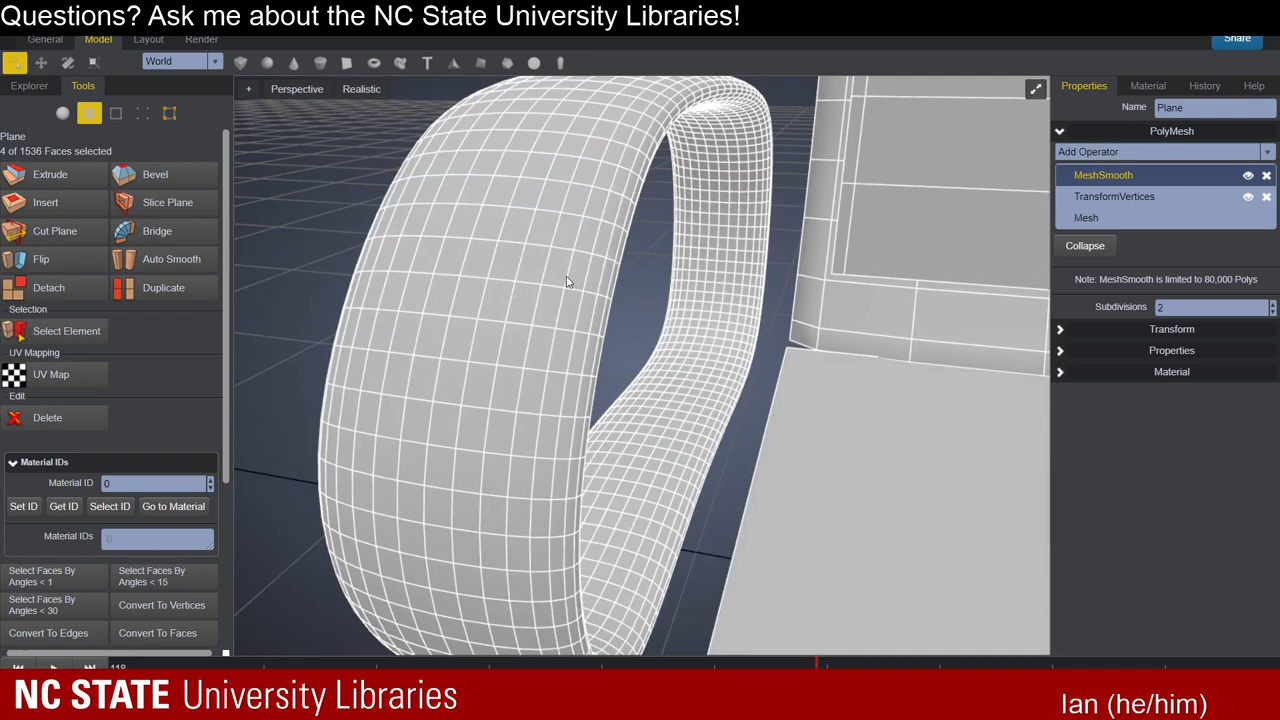 Questions? Ask me about the NC State University Libraries!
General Model Layout Render Share
World
Explorer Tools Perspective Realistic Properties Material History Help
Name Plane
Plane
4 of 1536 Faces selected
PolyMesh
Add Operator
Extrude Bevel
MeshSmooth
Insert Slice Plane
TransformVertices
Mesh
Cut Plane Bridge
Collapse
Flip Auto Smooth
Note: MeshSmooth is limited to 80,000 Polys
Detach Duplicate
Subdivisions 2
Selection
Select Element
Transform
UV Mapping
Properties
UV Map
Material
Edit
Delete
Material IDs
Material ID 0
Set ID Get ID Select ID Go to Material
Material IDs 0
Select Faces By Angles < 1
Select Faces By Angles < 15
Select Faces By Angles < 30
Convert To Vertices
Convert To Edges Convert To Faces
118
NC STATE University Libraries
Ian (he/him)